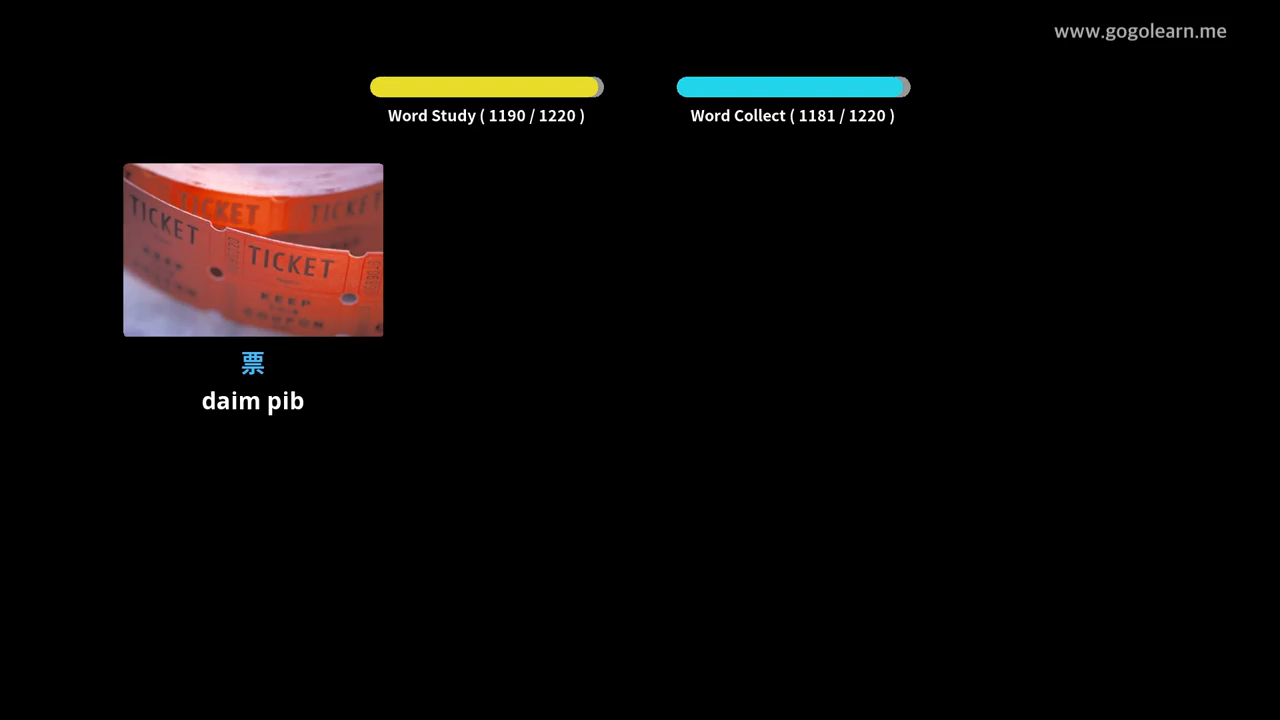 www.gogolearn.me
Word Study ( 1190 / 1220 )
Word Collect ( 1181 / 1220 )
TICKET
TICKET
TICKET
TICKET
KEEP
COUPON
票
daim pib